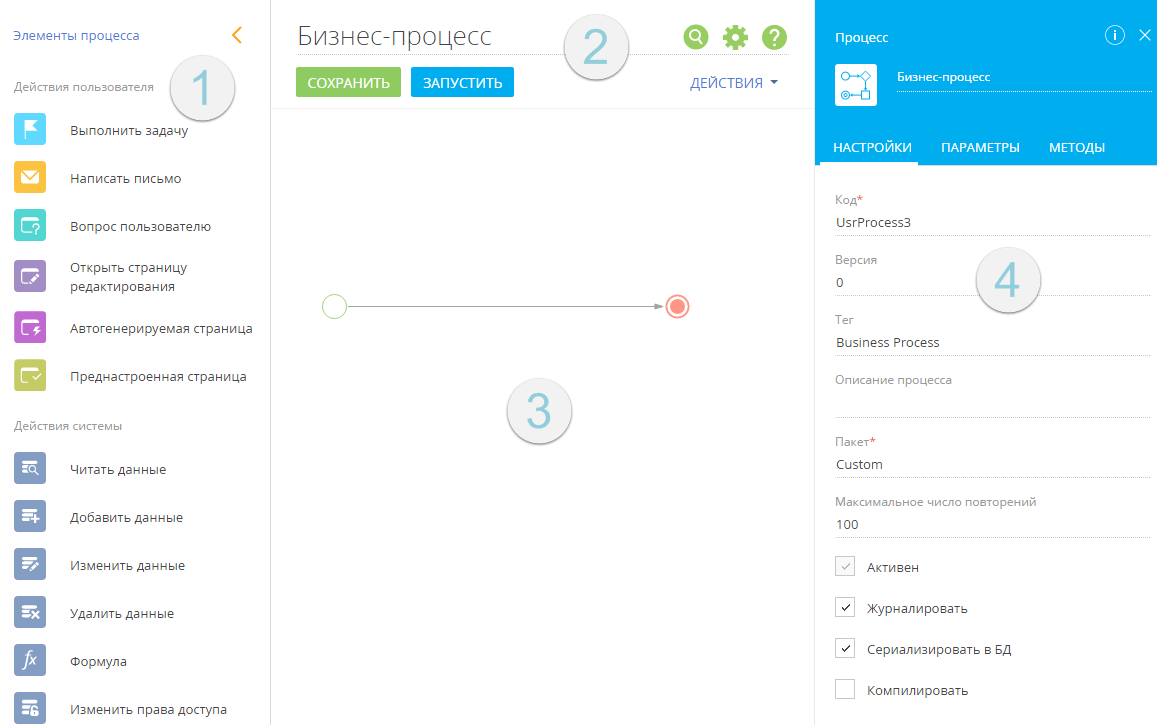 Элементы процесса
1
Действия пользователя
Выполнить задачу
Написать письмо
Вопрос пользователю
Открыть страницу
редактирования
Автогенерируемая страница
Преднастроенная страница
Действия системы
Читать данные
Добавить данные
Изменить данные
Удалить данные
fx
Формула
Изменить права доступа
Бизнес-процесс
2
?
СОХРАНИТЬ
ЗАПУСТИТЬ
ДЕЙСТВИЯ
3
Процесс
i
Бизнес-процесс
НАСТРОЙКИ
ПАРАМЕТРЫ
МЕТОДЫ
Код*
UsrProcess3
Версия
0
4
Тег
Business Process
Описание процесса
Пакет*
Custom
Максимальное число повторений
100
Активен
Журналировать
Сериализировать в БД
Компилировать